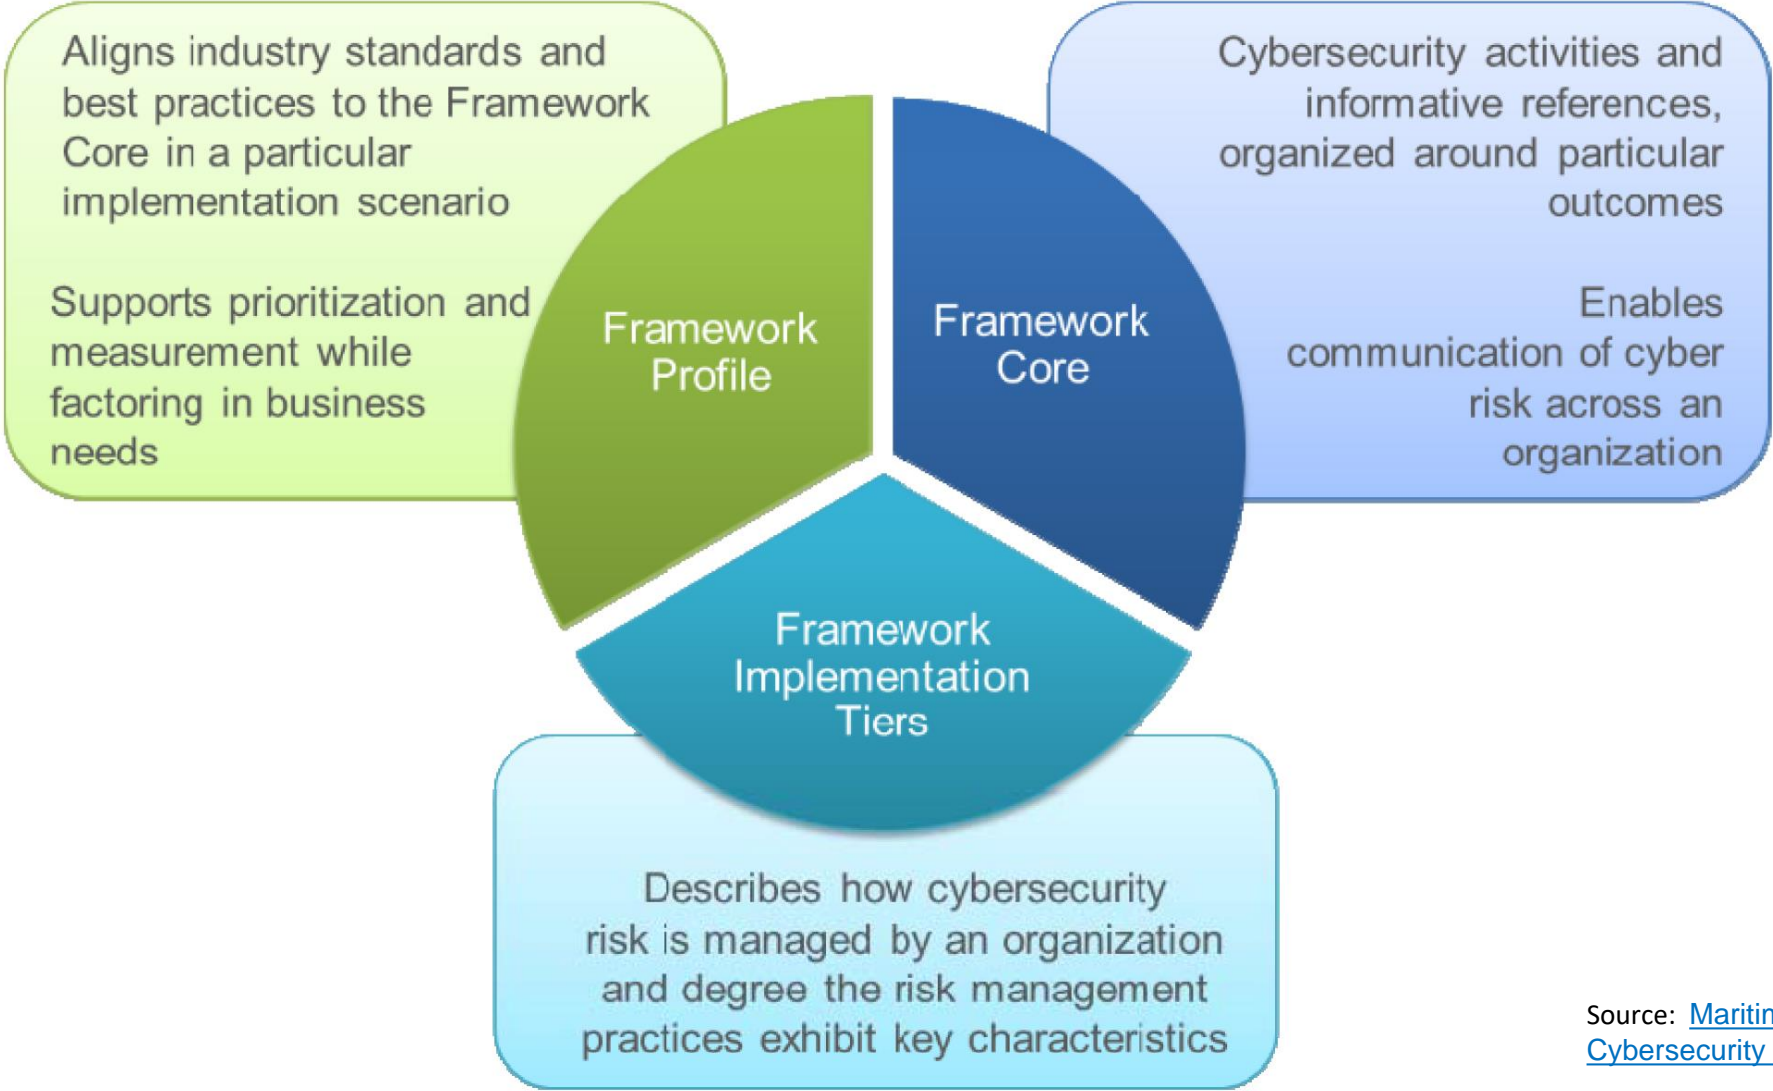 Aligns industry standards and
best practices to the Framework
Core in a particular
implementation scenario
Supports prioritization and
measurement while
factoring in business
needs
Framework
Profile
Framework
Core
Cybersecurity activities and
informative references,
organized around particular
outcomes
Enables
communication of cyber
risk across an
organization
Framework
Implementation
Tiers
Describes how cybersecurity
risk is managed by an organization
and degree the risk management
practices exhibit key characteristics
Source:
Cybersecurity